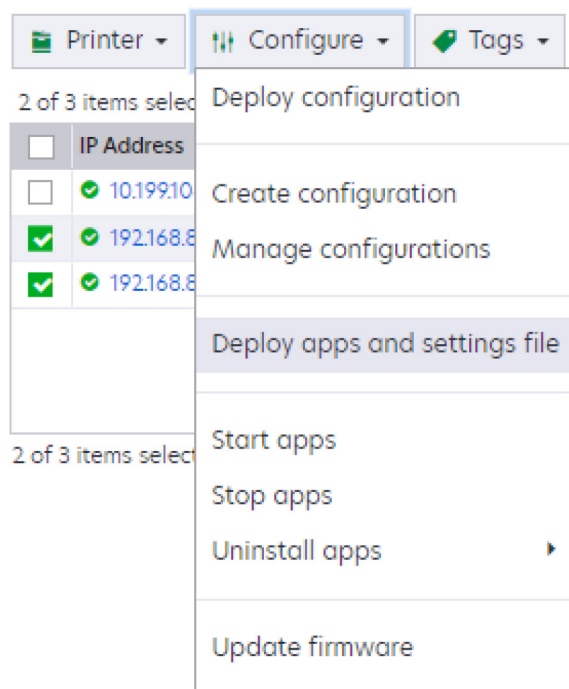 Printer Configure Tags
2 of 3 items selec
IP Address
10.199.10
192.168.8
192.168.8
2 of 3 items select
Deploy configuration
Create configuration
Manage configurations
Deploy apps and settings file
Start apps
Stop apps
Uninstall apps
Update firmware